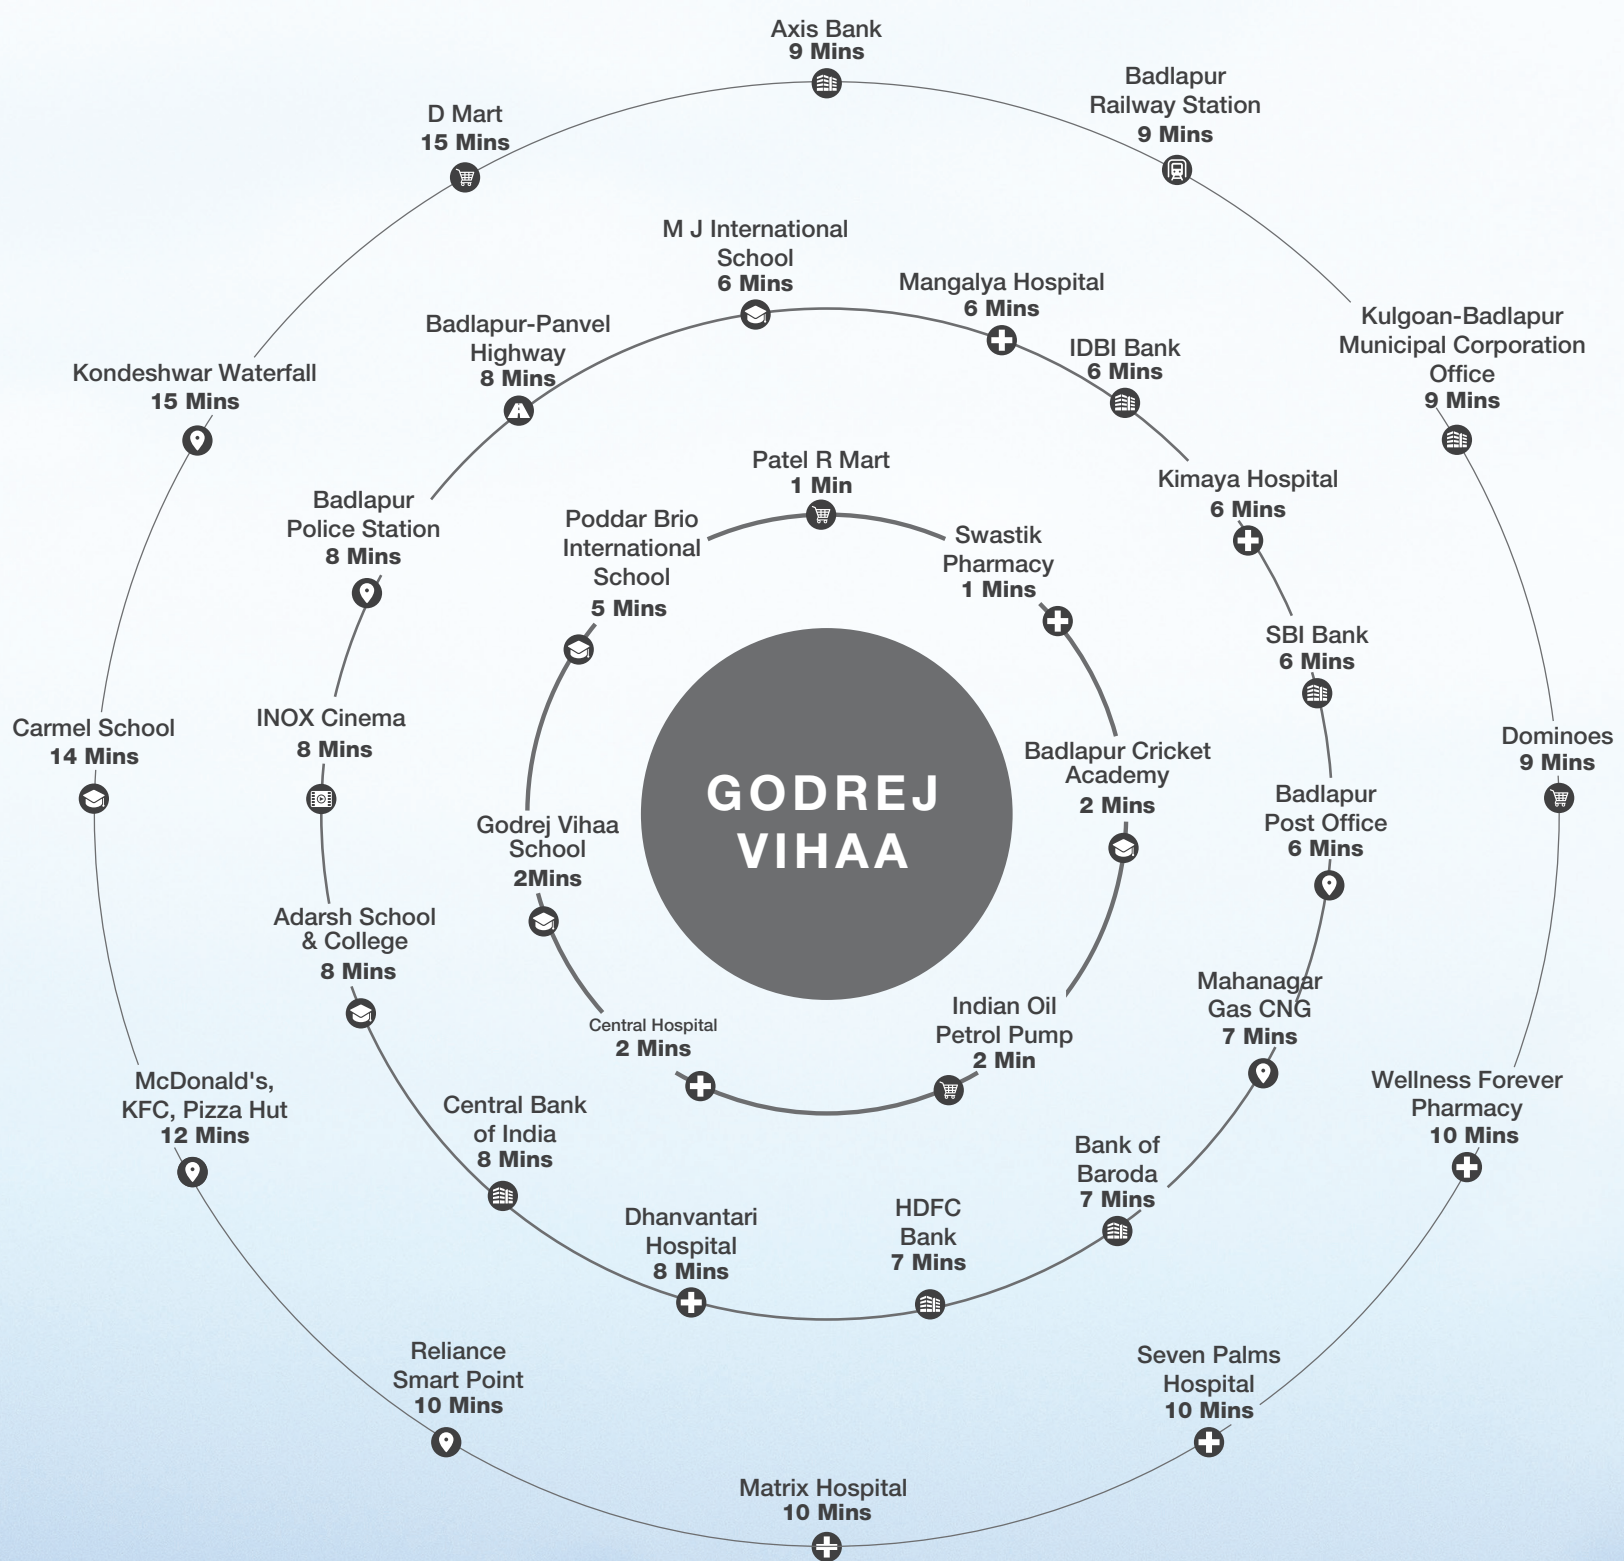 Axis Bank
9 Mins
Badlapur
Railway Station
9 Mins
D Mart
15 Mins
M J International
School
6 Mins
Mangalya Hospital
6 Mins
Badlapur-Panvel
Highway
8 Mins
IDBI Bank
6 Mins
Kulgoan-Badlapur
Municipal Corporation
Office
9 Mins
Kondeshwar Waterfall
15 Mins
Patel R Mart
1 Min
Kimaya Hospital
6 Mins
Badlapur
Police Station
8 Mins
Poddar Brio
International
School
5 Mins
Swastik
Pharmacy
1 Mins
SBI Bank
6 Mins
Carmel School
14 Mins
INOX Cinema
8 Mins
GODREJ
VIHAA
Badlapur Cricket
Academy
2 Mins
Dominoes
9 Mins
Badlapur
Post Office
6 Mins
Godrej Vihaa
School
2Mins
Adarsh School
& College
8 Mins
Mahanagar
Gas CNG
7 Mins
Central Hospital
2 Mins
Indian Oil
Petrol Pump
2 Min
McDonald's,
KFC, Pizza Hut
12 Mins
Wellness Forever
Pharmacy
10 Mins
Central Bank
of India
8 Mins
Bank of
Baroda
7 Mins
Dhanvantari
Hospital
8 Mins
HDFC
Bank
7 Mins
Reliance
Smart Point
10 Mins
Seven Palms
Hospital
10 Mins
Matrix Hospital
10 Mins